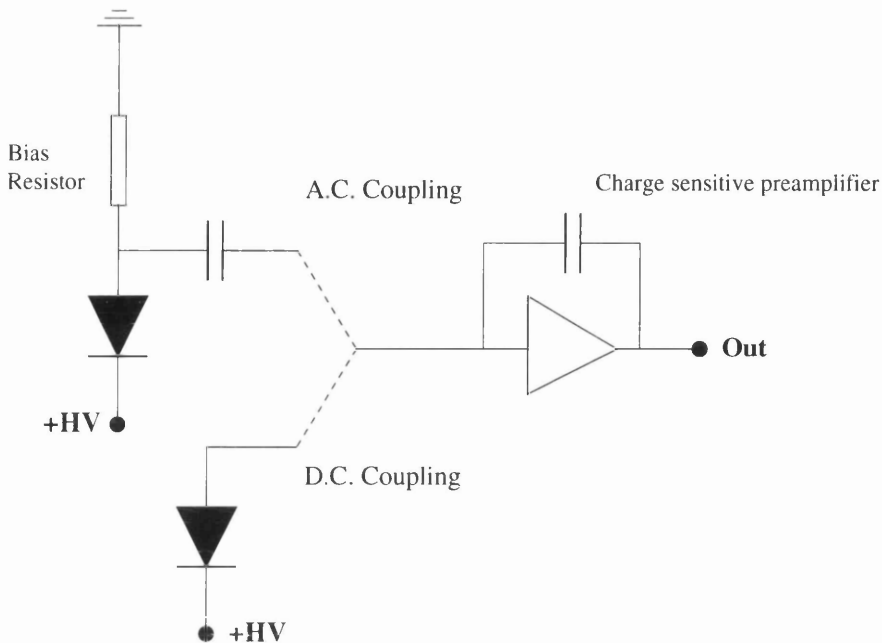 Bias
Resistor
A.C. Coupling
Charge sensitive preamplifier
Out
+HV
D.C. Coupling
+HV